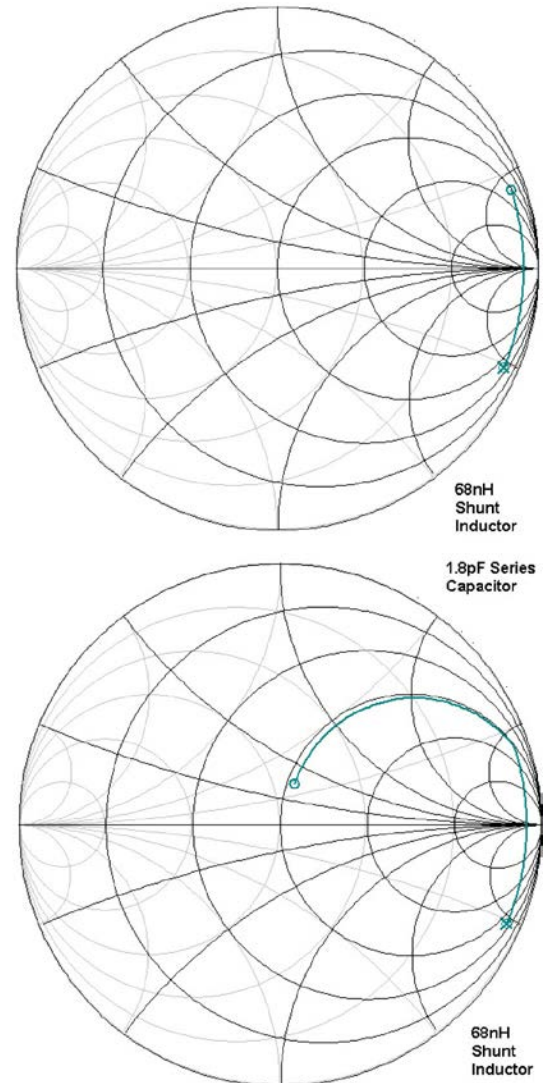 68nH
Shunt
Inductor
1.8pF Series
Capacitor
68nH
Shunt
Inductor